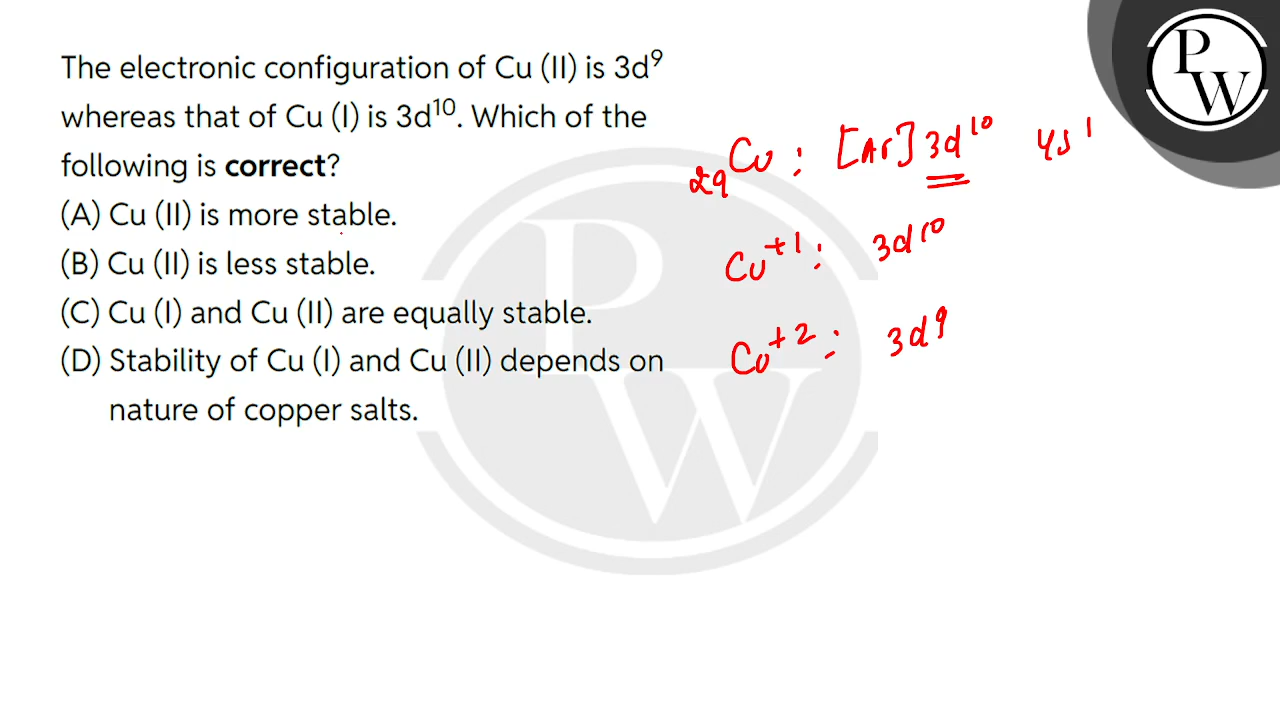 The electronic configuration of Cu (II) is 3d⁹
whereas that of Cu (I) is 3d¹⁰. Which of the
following is correct?
(A) Cu (II) is more stable.
(B) Cu (II) is less stable.
(C) Cu (I) and Cu (II) are equally stable.
(D) Stability of Cu (I) and Cu (II) depends on
nature of copper salts.
₂₉Cu : [Ar] 3d¹⁰ 4s¹
Cu⁺¹ : 3d¹⁰
Cu⁺² : 3d⁹
P
W
P
W